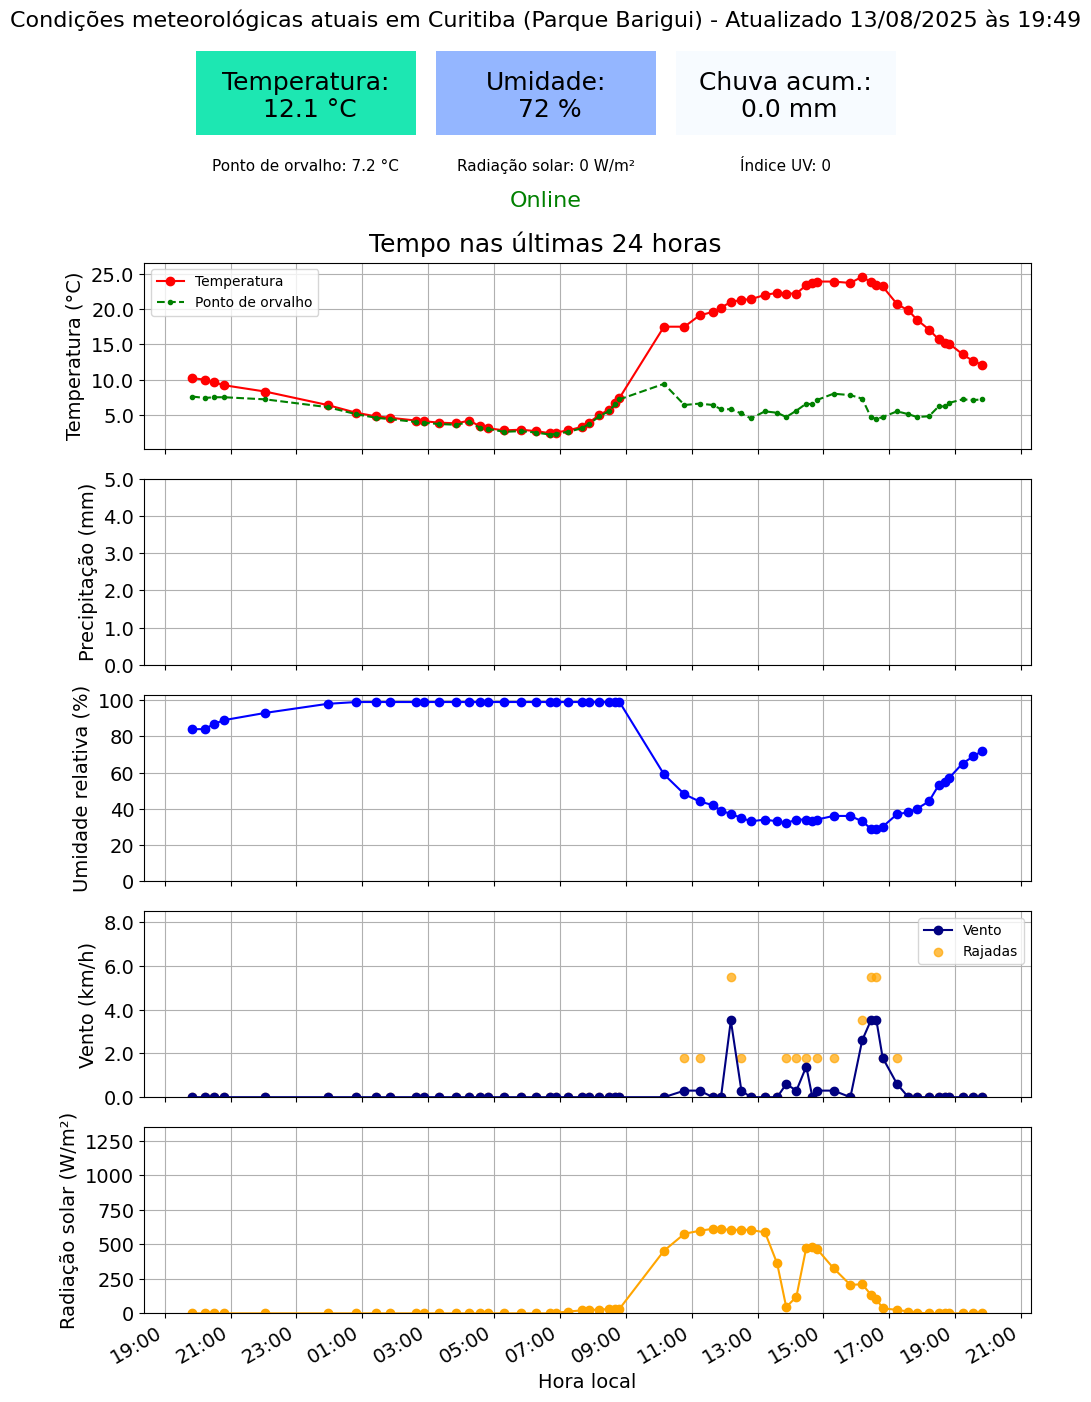 Condições meteorológicas atuais em Curitiba (Parque Barigui) - Atualizado 13/08/2025 às 19:49
Temperatura:
12.1 °C
Umidade:
72 %
Chuva acum.:
0.0 mm
Ponto de orvalho: 7.2 °C
Radiação solar: 0 W/m²
Índice UV: 0
Online
Tempo nas últimas 24 horas
Temperatura (°C)
25.0
20.0
15.0
10.0
5.0
Temperatura
Ponto de orvalho
Precipitação (mm)
5.0
4.0
3.0
2.0
1.0
0.0
Umidade relativa (%)
100
80
60
40
20
0
Vento (km/h)
8.0
6.0
4.0
2.0
0.0
Vento
Rajadas
Radiação solar (W/m²)
1250
1000
750
500
250
0
19:00
21:00
23:00
01:00
03:00
05:00
07:00
09:00
11:00
13:00
15:00
17:00
19:00
21:00
Hora local